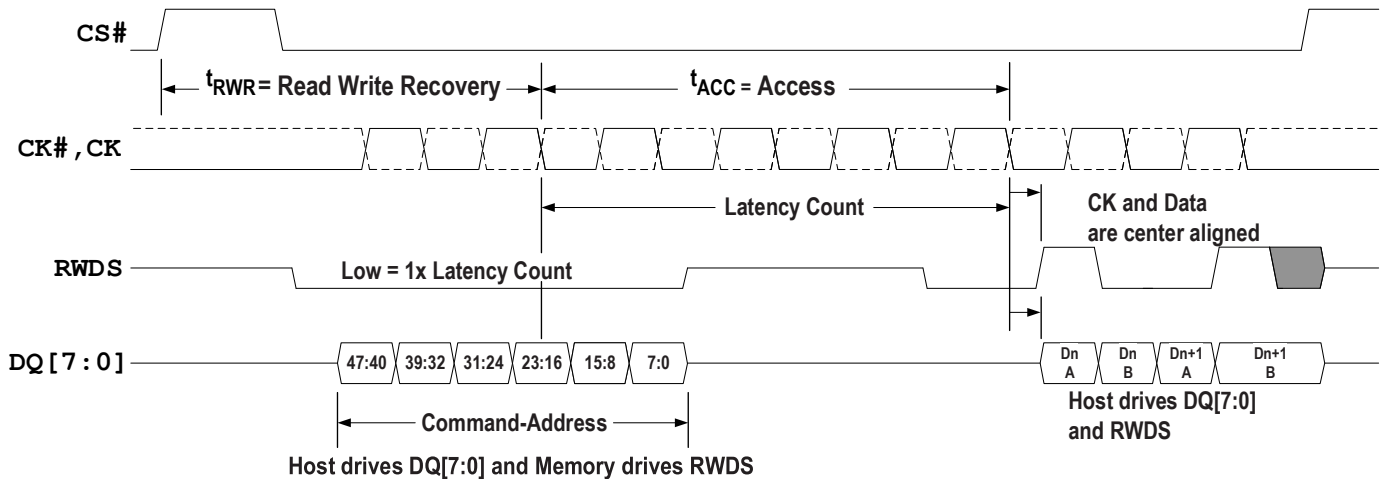 CS#
tRWR = Read Write Recovery
tACC = Access
CK#,CK
Latency Count
CK and Data
are center aligned
RWDS
Low = 1x Latency Count
DQ[7:0]
47:40 39:32 31:24 23:16 15:8 7:0
Dn
A
Dn
B
Dn+1
A
Dn+1
B
Command-Address
Host drives DQ[7:0]
and RWDS
Host drives DQ[7:0] and Memory drives RWDS